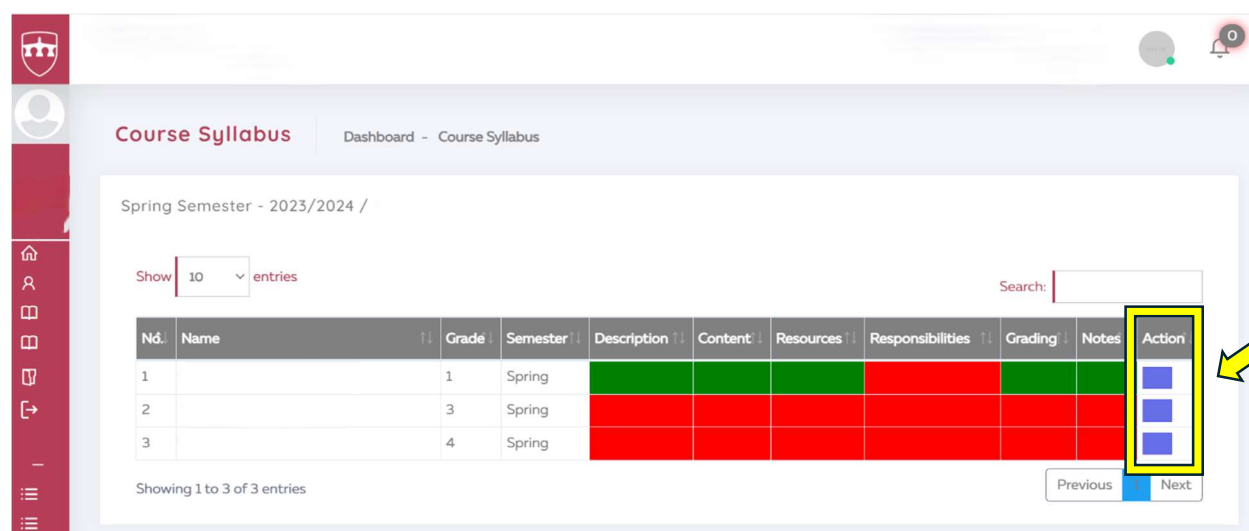 0
Course Syllabus Dashboard - Course Syllabus
Spring Semester - 2023/2024 /
Show 10 entries
Search:
No. Name Grade Semester Description Content Resources Responsibilities Grading Notes Action
1 1 Spring
2 3 Spring
3 4 Spring
Showing 1 to 3 of 3 entries
Previous 1 Next